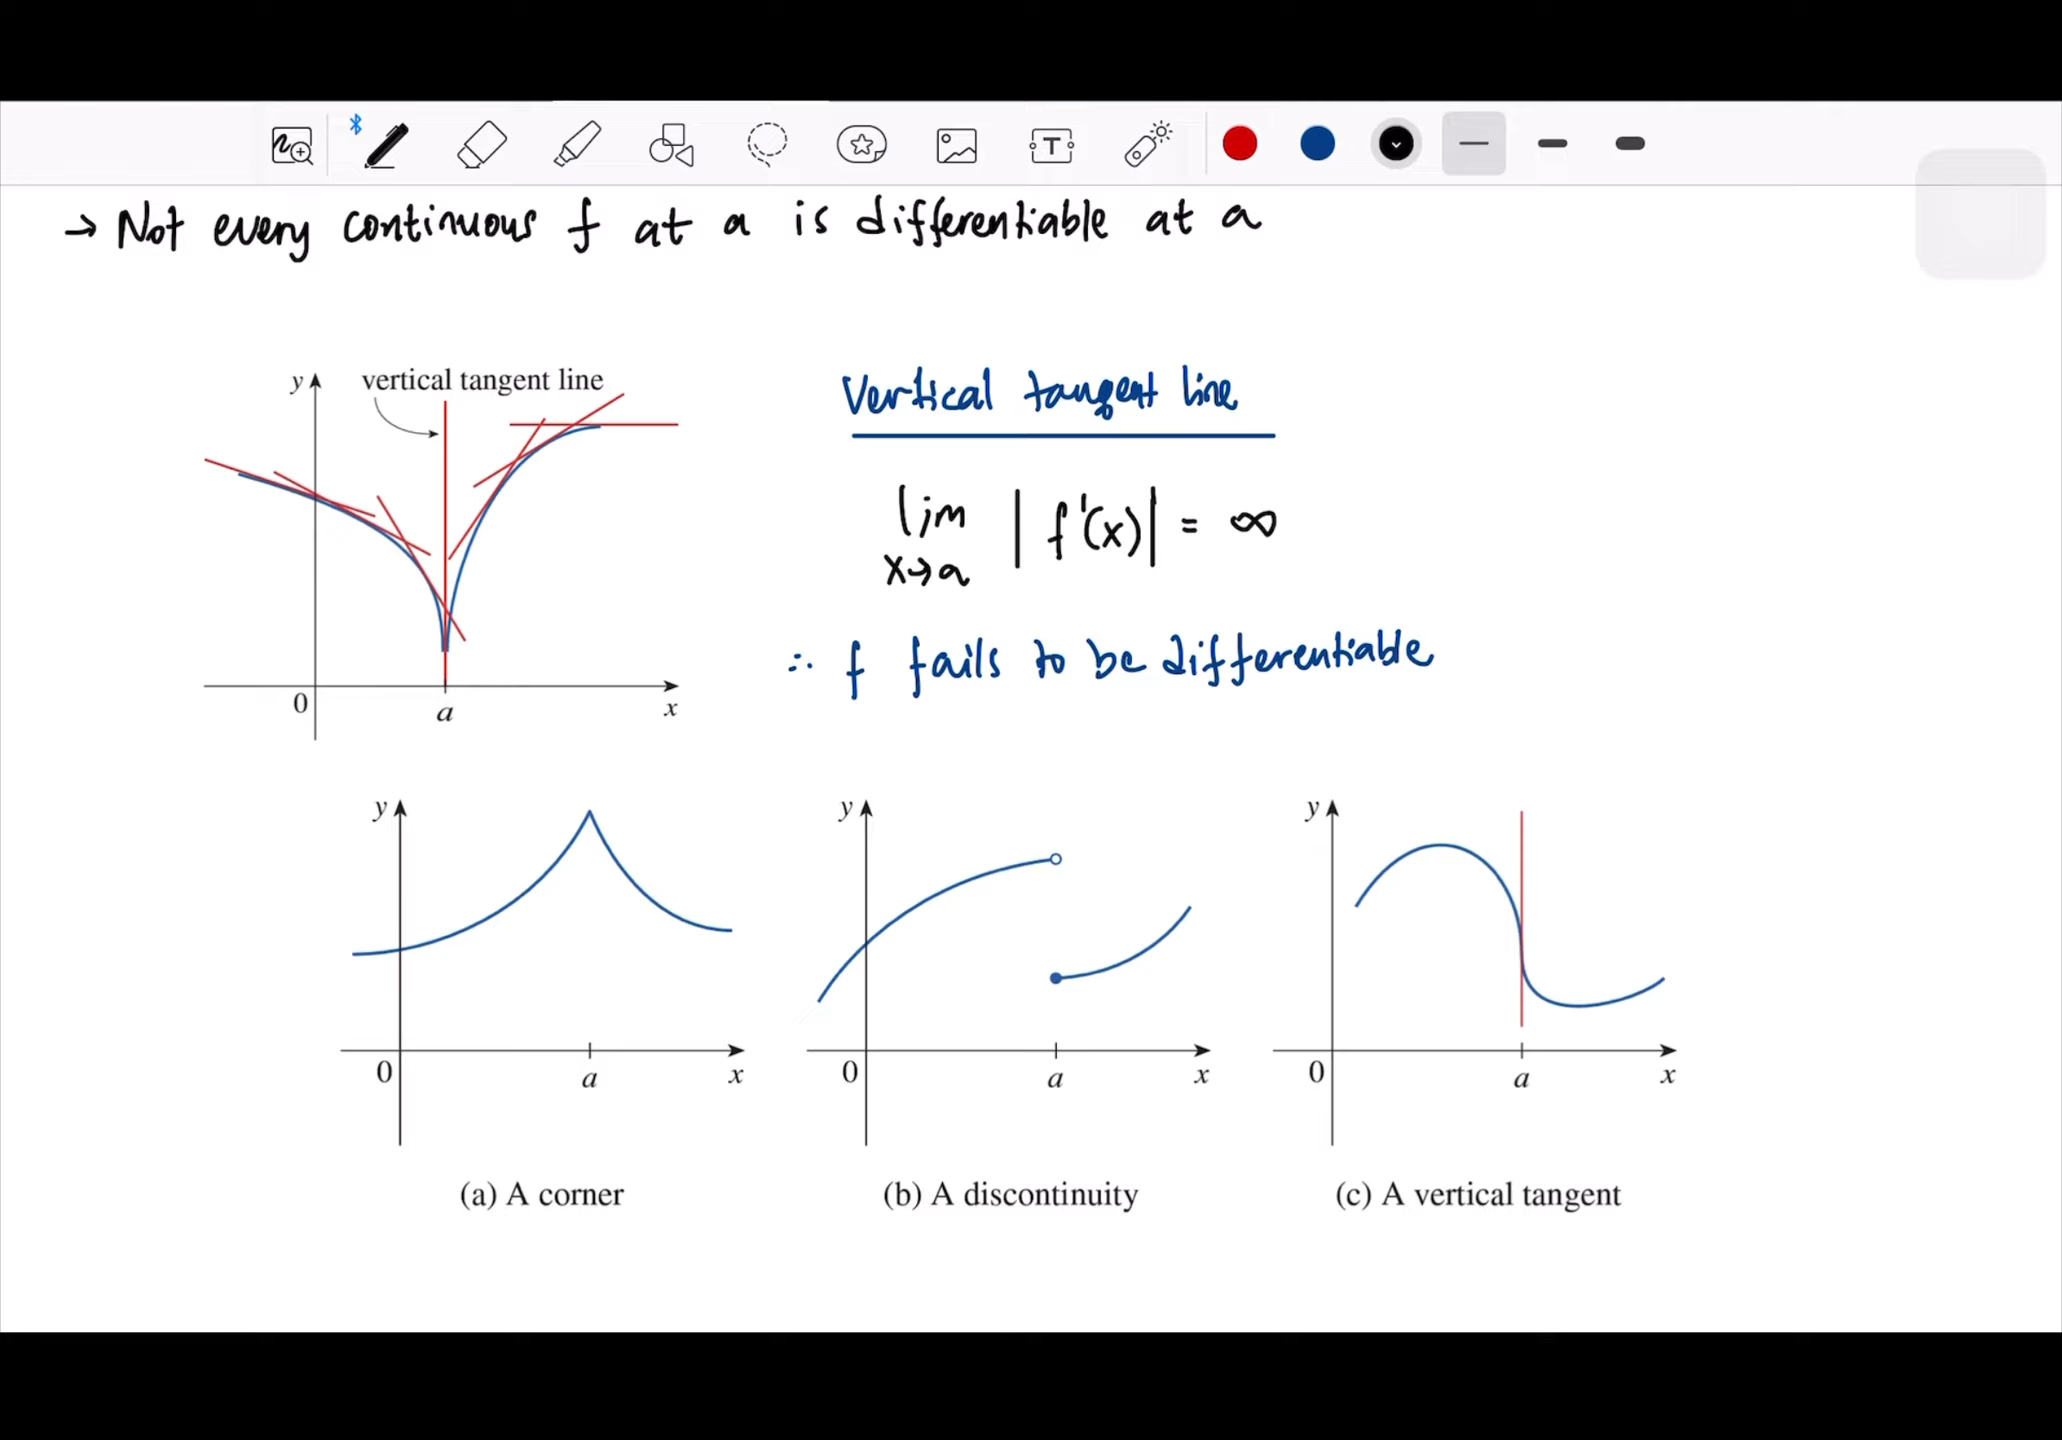 → Not every continuous f at a is differentiable at a
y
vertical tangent line
0
a
x
Vertical tangent line
lim |f'(x)| = ∞
x→a
∴ f fails to be differentiable
y
0
a
x
(a) A corner
y
0
a
x
(b) A discontinuity
y
0
a
x
(c) A vertical tangent
T